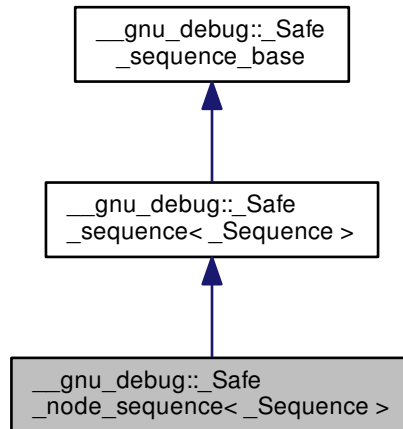 __gnu_debug::_Safe
_sequence_base
__gnu_debug::_Safe
_sequence< _Sequence >
__gnu_debug::_Safe
_node_sequence< _Sequence >